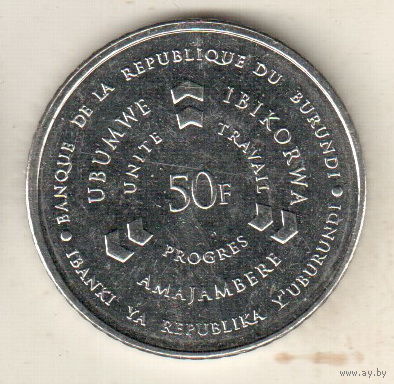 • BANQUE DE LA REPUBLIQUE DU BURUNDI •
IBANKI YA REPUBLIKA Y'UBURUNDI
UBUMWE IBIKORWA AMAJAMBERE
UNITE TRAVAIL PROGRES
50F
www.ay.by